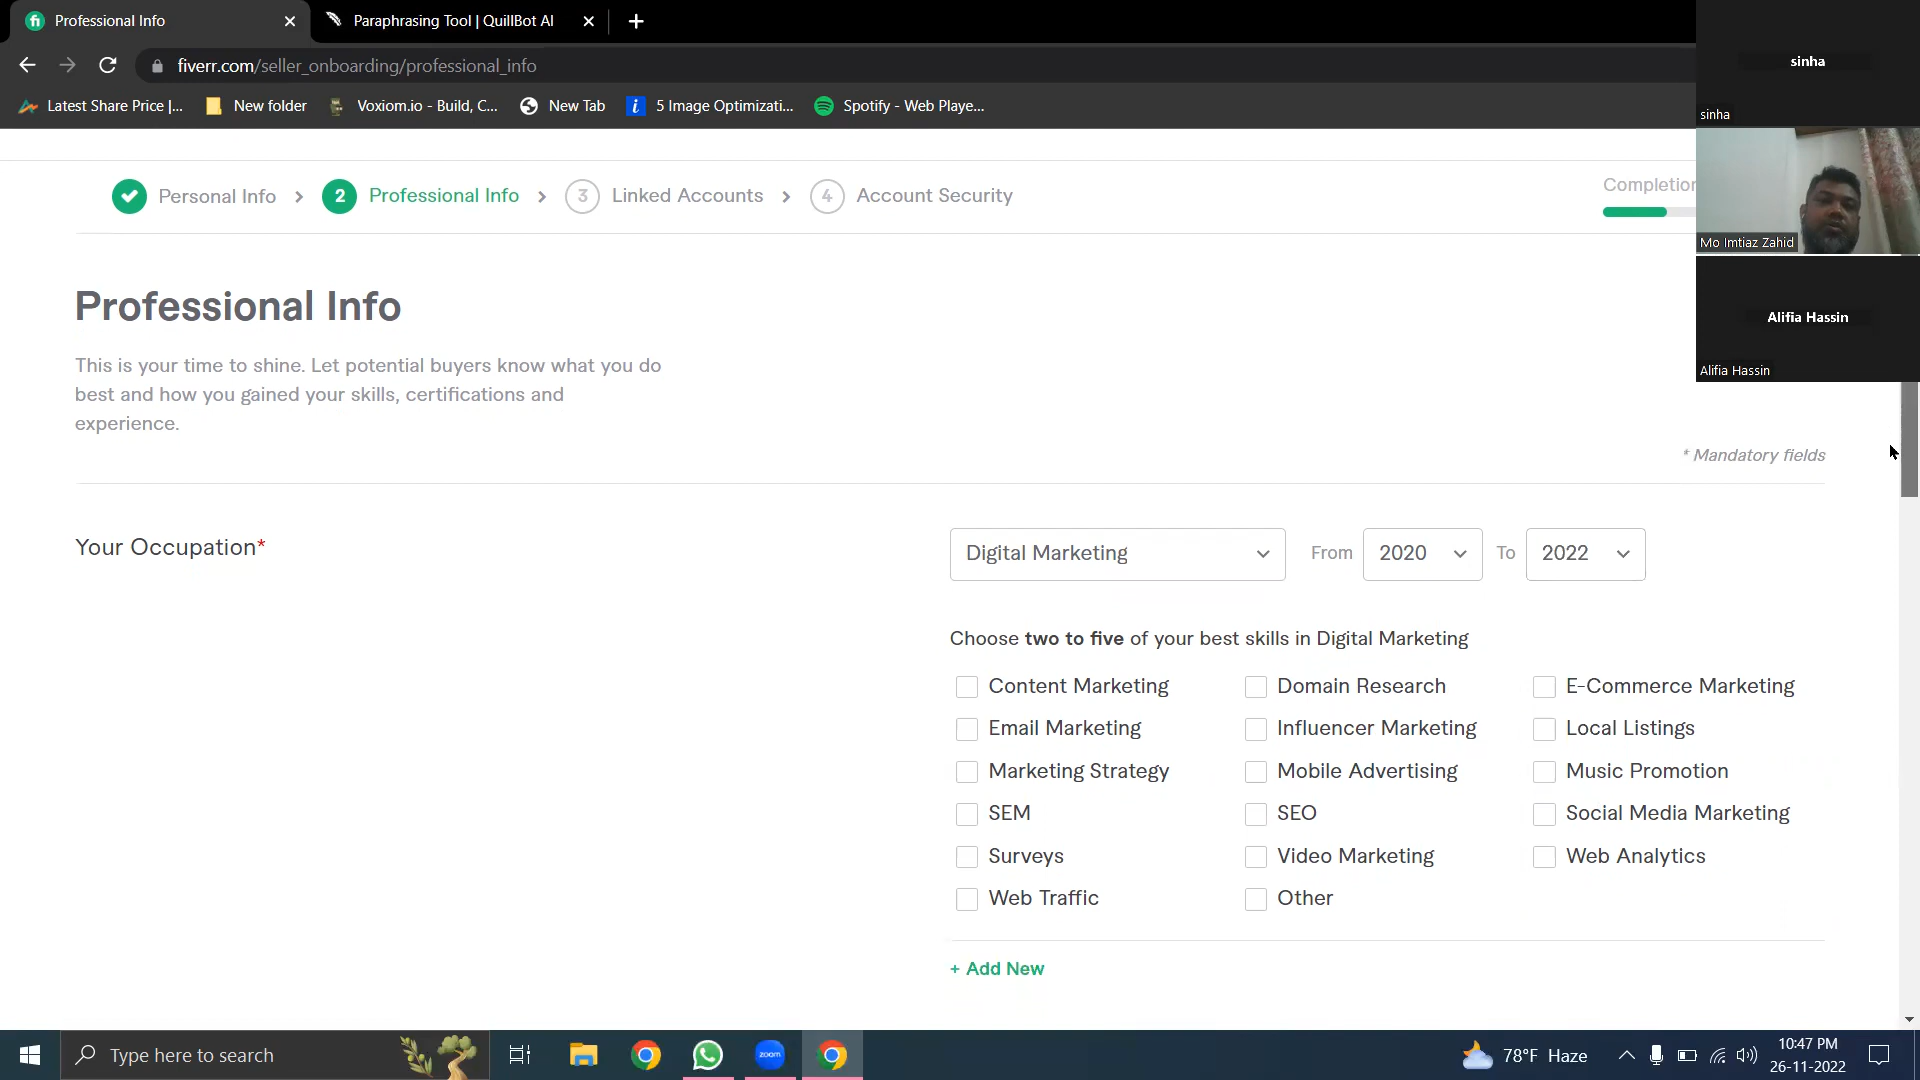 Professional Info
Paraphrasing Tool | QuillBot AI
fiverr.com/seller_onboarding/professional_info
Latest Share Price |...
New folder
Voxiom.io - Build, C...
New Tab
5 Image Optimizati...
Spotify - Web Playe...
sinha
sinha
Mo Imtiaz Zahid
Alifia Hassin
Alifia Hassin
Personal Info
2 Professional Info
3 Linked Accounts
4 Account Security
Completion
Professional Info
This is your time to shine. Let potential buyers know what you do
best and how you gained your skills, certifications and
experience.
* Mandatory fields
Your Occupation*
Digital Marketing
From 2020 To 2022
Choose two to five of your best skills in Digital Marketing
Content Marketing
Domain Research
E-Commerce Marketing
Email Marketing
Influencer Marketing
Local Listings
Marketing Strategy
Mobile Advertising
Music Promotion
SEM
SEO
Social Media Marketing
Surveys
Video Marketing
Web Analytics
Web Traffic
Other
+ Add New
Type here to search
zoom
78°F Haze
10:47 PM
26-11-2022